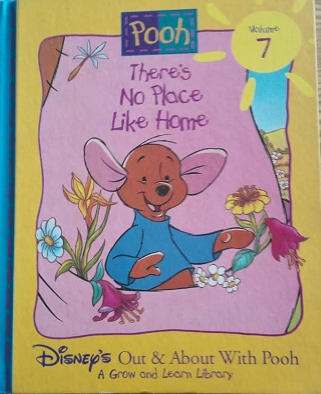 Pooh
Volume
7
There's
No Place
Like Home
Disney's Out & About With Pooh
A Grow and Learn Library